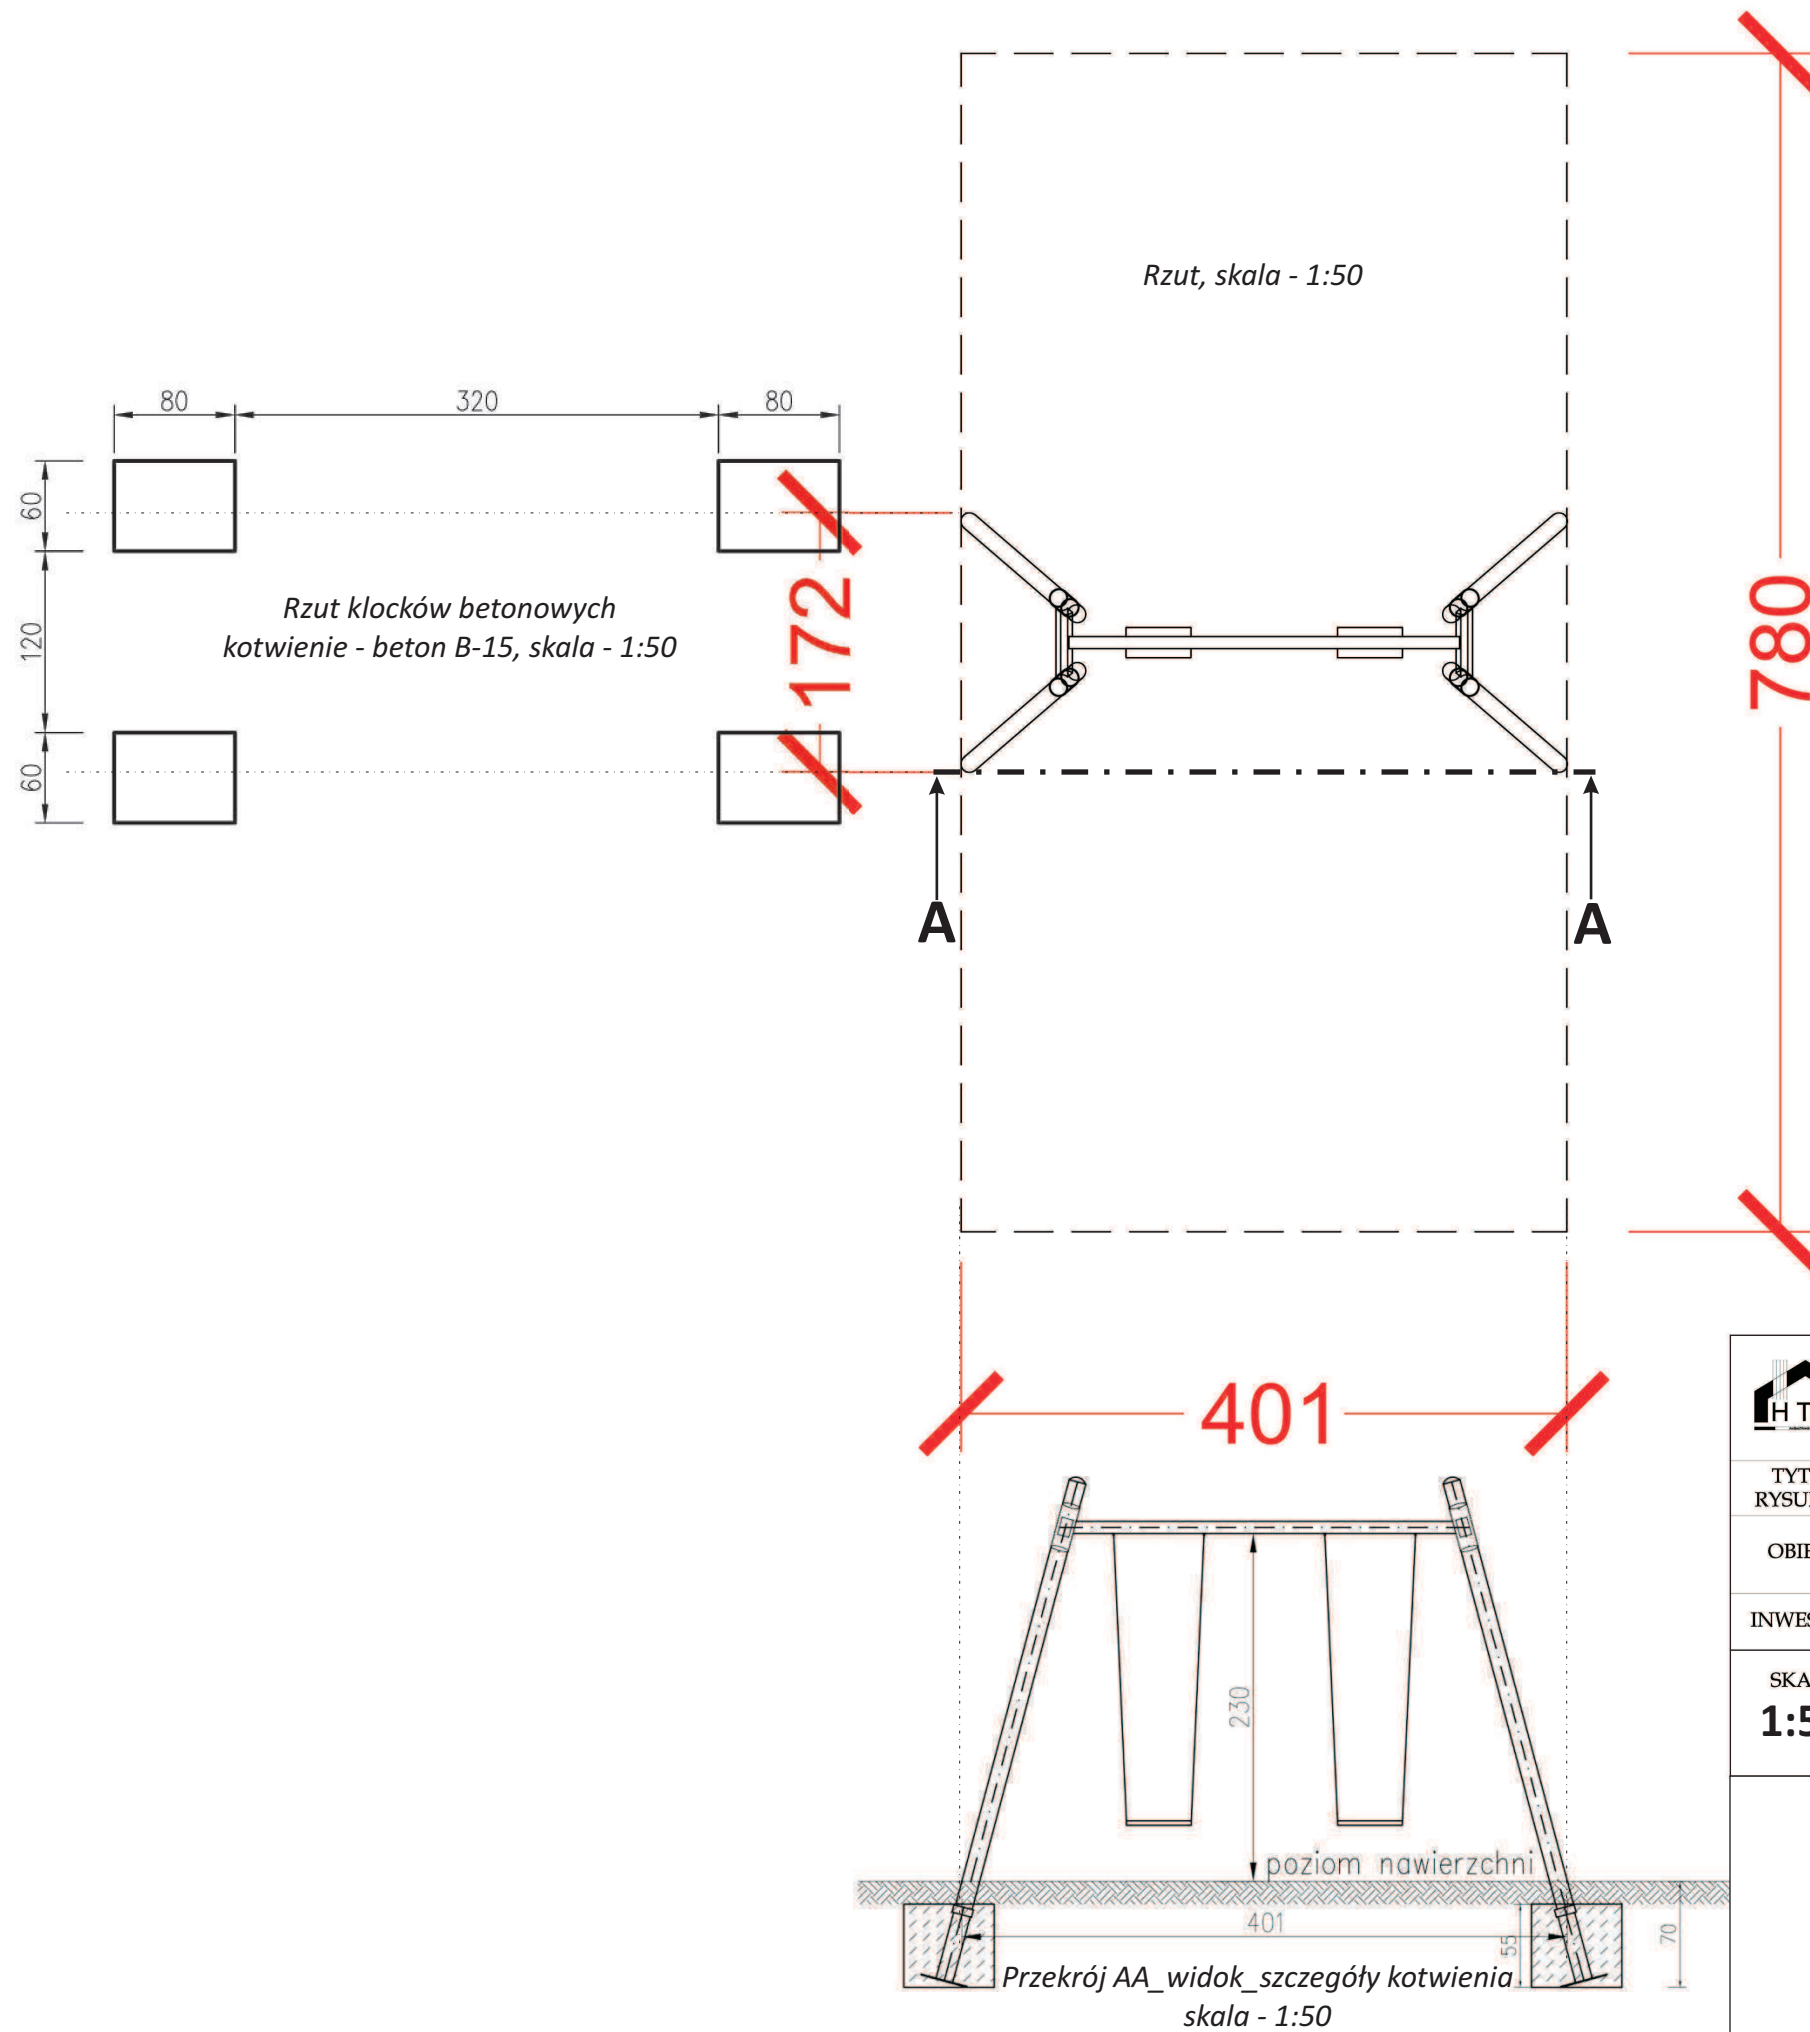 Rzut, skala - 1:50
80
320
80
60
120
60
Rzut klocków betonowych
kotwienie - beton B-15, skala - 1:50
172
780
A
A
401
H T
TYT
RYSU
OBIE
INWES
SKA
1:5
230
poziom nawierzchni
401
55
70
Przekrój AA_widok_szczegóły kotwienia
skala - 1:50